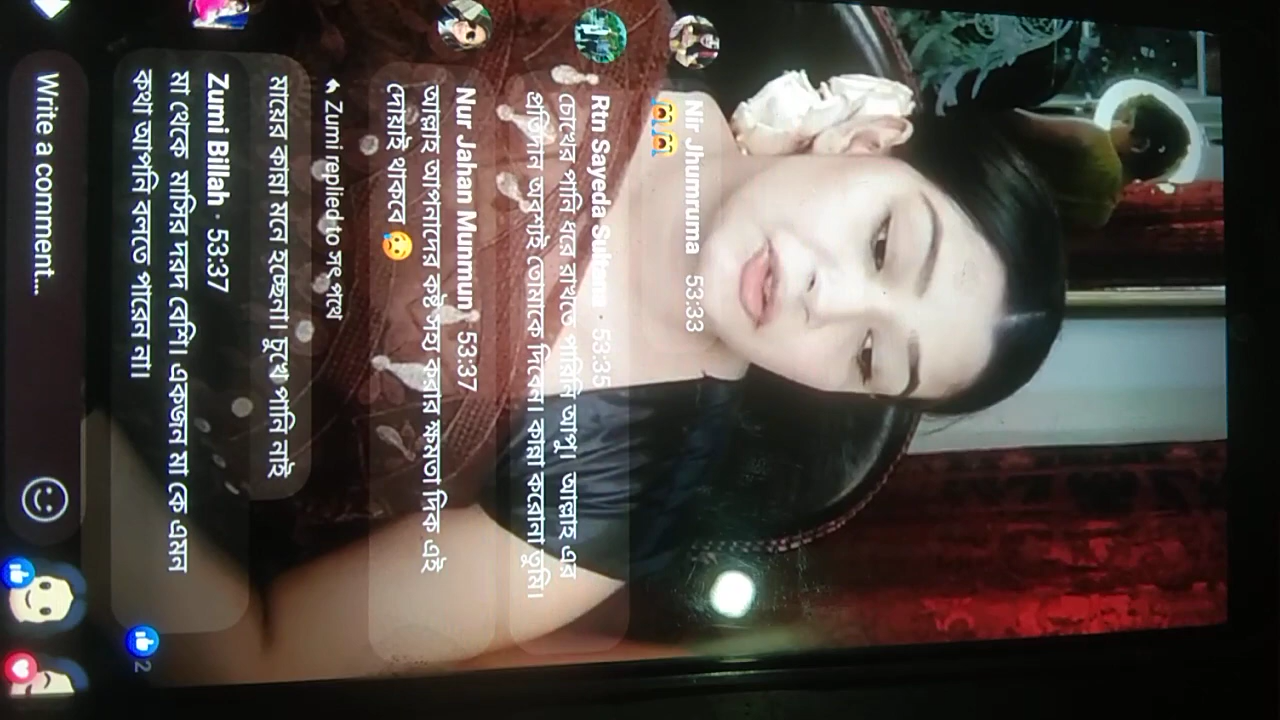 Nir Jhumruma 53:33
Rtn Sayeda Sultana · 53:35
চোখের পানি ধরে রাখতে পারিনি আপু। আল্লাহ এর
প্রতিদান অবশ্যই তোমাকে দিবেন। কান্না করোনা তুমি।
Nur Jahan Munmun · 53:37
আল্লাহ আপনাদের কষ্ট সহ্য করার ক্ষমতা দিক এই
দোয়াই থাকবে 😢
Zumi replied to সহ পাথে
মায়ের কান্না মনে হচ্ছেনা। চুখে পানি নাই
Zumi Billah · 53:37
মা থেকে মাসির দরদ বেশি। একজন মা কে এমন
কথা আপনি বলতে পারেন না।
2
Write a comment...